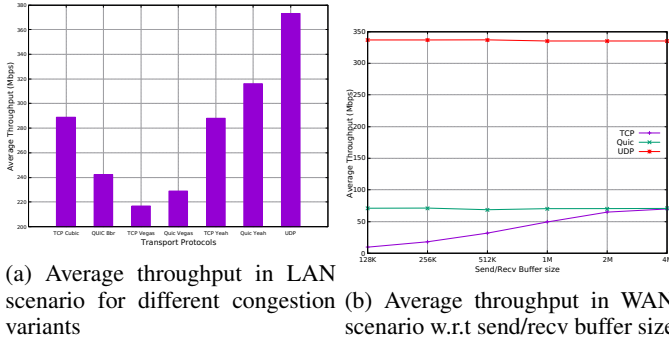 380
360
340
320
300
280
260
240
220
200
Average Throughput (Mbps)
TCP Cubic QUIC Bbr TCP Vegas Quic Vegas TCP Yeah Quic Yeah UDP
Transport Protocols
(a) Average throughput in LAN
scenario for different congestion
variants
350
300
250
200
150
100
50
0
Average Throughput (Mbps)
TCP
Quic
UDP
128K 256K 512K 1M 2M 4M
Send/Recv Buffer size
(b) Average throughput in WAN
scenario w.r.t send/recv buffer size